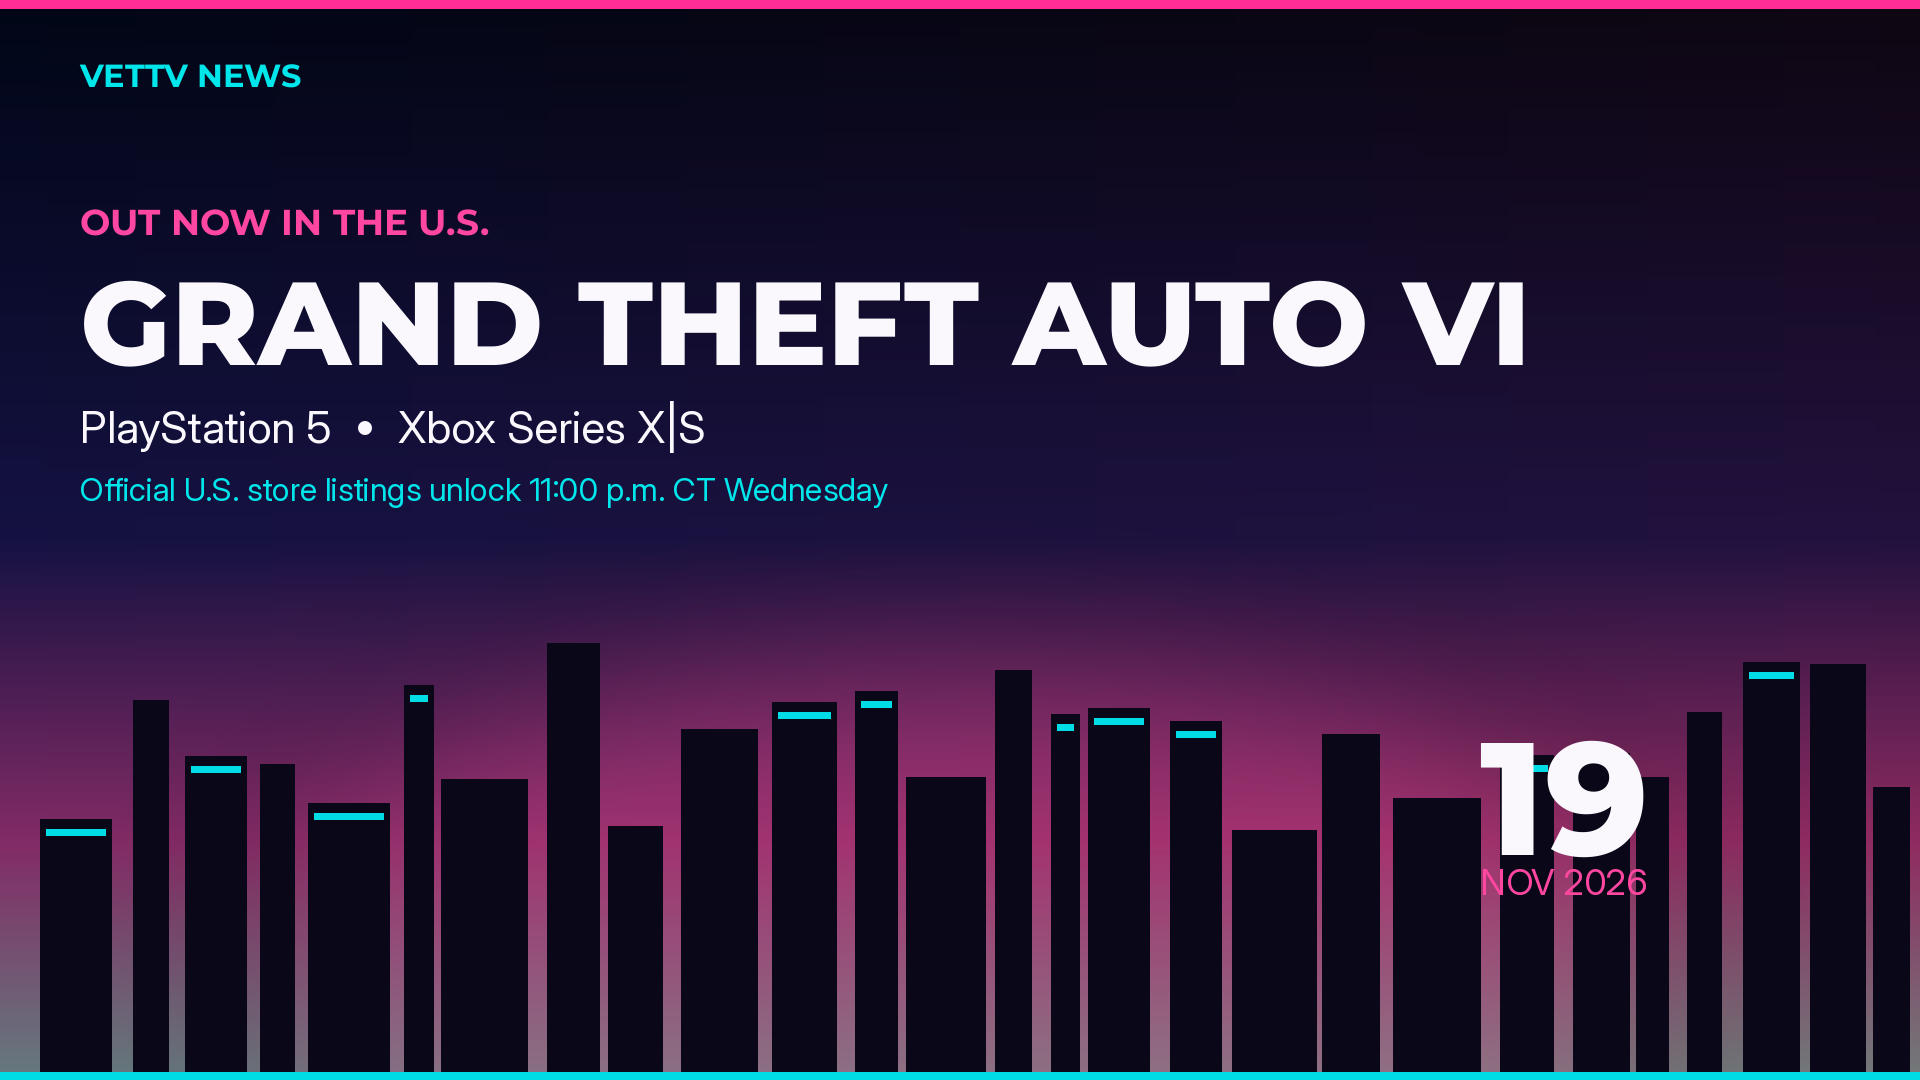 VETTV NEWS
OUT NOW IN THE U.S.
GRAND THEFT AUTO VI
PlayStation 5 • Xbox Series X|S
Official U.S. store listings unlock 11:00 p.m. CT Wednesday
19
NOV 2026